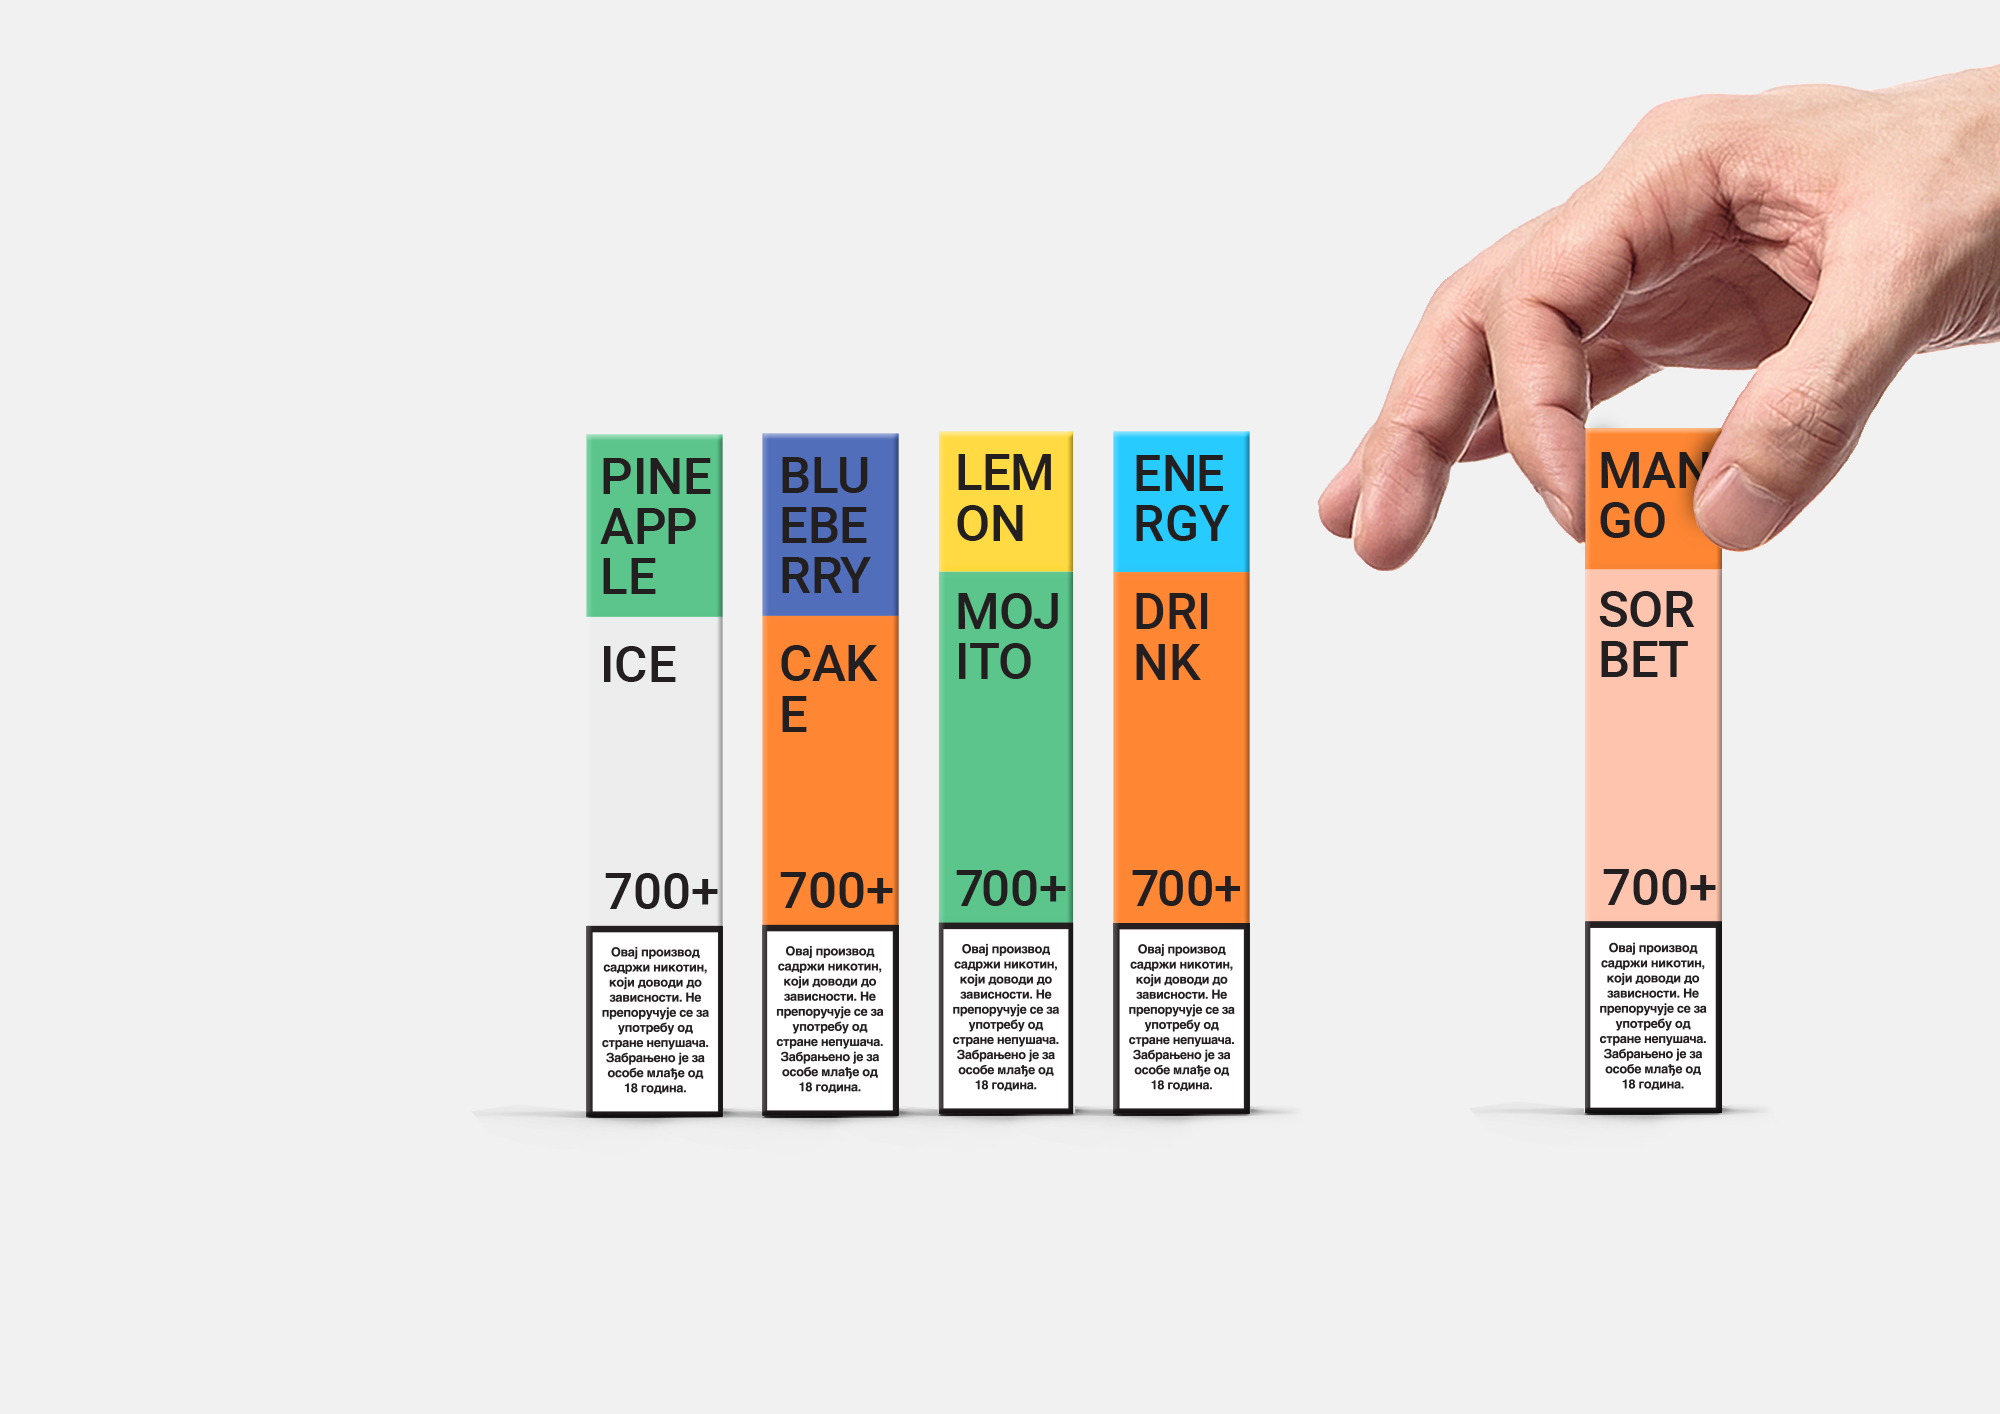 PINE
APP
LE
ICE
700+
Овај производ
садржи никотин,
који доводи до
зависности. Не
препоручује се за
употребу од
стране непушача.
Забрањено је за
особе млађе од
18 година.
BLU
EBE
RRY
CAK
E
700+
Овај производ
садржи никотин,
који доводи до
зависности. Не
препоручује се за
употребу од
стране непушача.
Забрањено је за
особе млађе од
18 година.
LEM
ON
MOJ
ITO
700+
Овај производ
садржи никотин,
који доводи до
зависности. Не
препоручује се за
употребу од
стране непушача.
Забрањено је за
особе млађе од
18 година.
ENE
RGY
DRI
NK
700+
Овај производ
садржи никотин,
који доводи до
зависности. Не
препоручује се за
употребу од
стране непушача.
Забрањено је за
особе млађе од
18 година.
MAN
GO
SOR
BET
700+
Овај производ
садржи никотин,
који доводи до
зависности. Не
препоручује се за
употребу од
стране непушача.
Забрањено је за
особе млађе од
18 година.